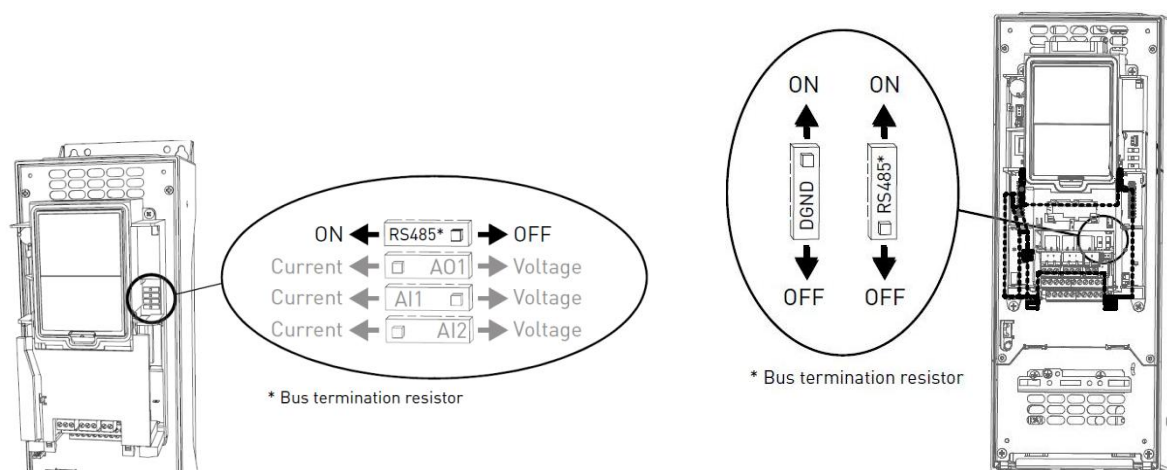 ON RS485* OFF
Current AO1 Voltage
Current AI1 Voltage
Current AI2 Voltage
* Bus termination resistor
ON ON
DGND RS485*
OFF OFF
* Bus termination resistor